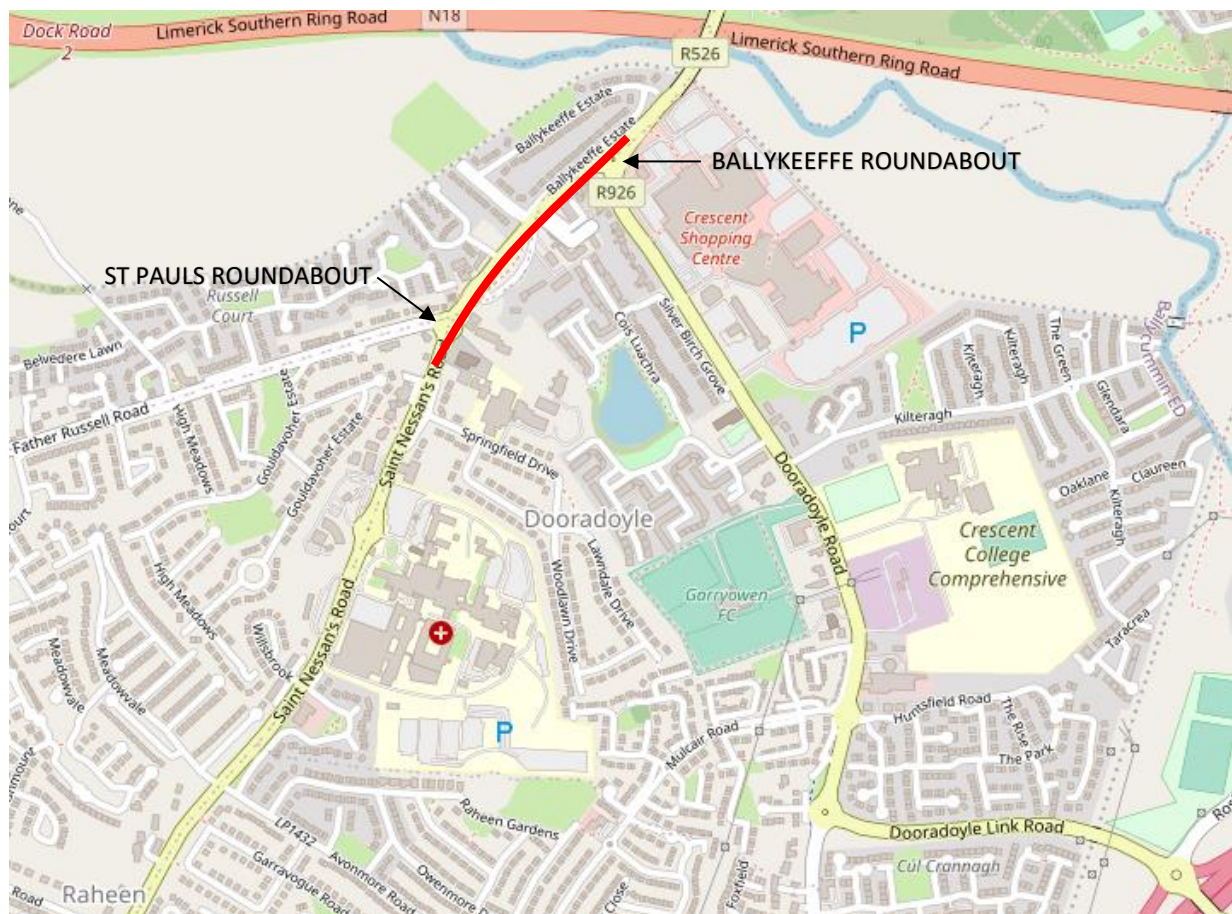 Dock Road
2
Limerick Southern Ring Road
N18
R526
Limerick Southern Ring Road
Ballykeeffe Estate
Ballykeeffe Estate
BALLYKEEFFE ROUNDABOUT
R926
Crescent
Shopping
Centre
ST PAULS ROUNDABOUT
Russell
Court
Belvedere Lawn
Cois Luachra
Silver Birch Grove
P
Ballycummin ED
The Green
Kilteragh
Kilteragh
Glendara
Kilteragh
Father Russell Road
High Meadows
Gouldavoher Estate
Gouldavoher Estate
Saint Nessan's Road
Springfield Drive
Dooradoyle
Dooradoyle Road
Oaklane
Claureen
Kilteragh
Crescent
College
Comprehensive
High Meadows
Woodlawn Drive
Lawndale Drive
Garryowen
FC
Taracrea
Willsbrook
Meadowvale
Meadowvale
Saint Nessan's Road
P
Mulcair Road
Huntsfield Road
The Rise
The Park
Raheen Gardens
LP1432
Avonmore Road
Garravogue Road
Owenmore D
Close
Foxfield
Dooradoyle Link Road
Cúl Crannagh
Raheen
Road